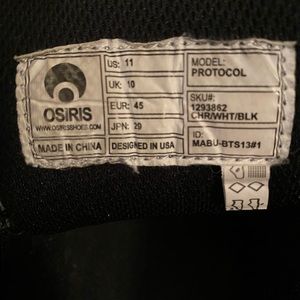 OSIRIS
WWW.OSIRISSHOES.COM
MADE IN CHINA
US: 11
UK: 10
EUR: 45
JPN: 29
DESIGNED IN USA
MODEL:
PROTOCOL
SKU#:
1293862
CHR/WHT/BLK
ID:
MABU-BTS13#1